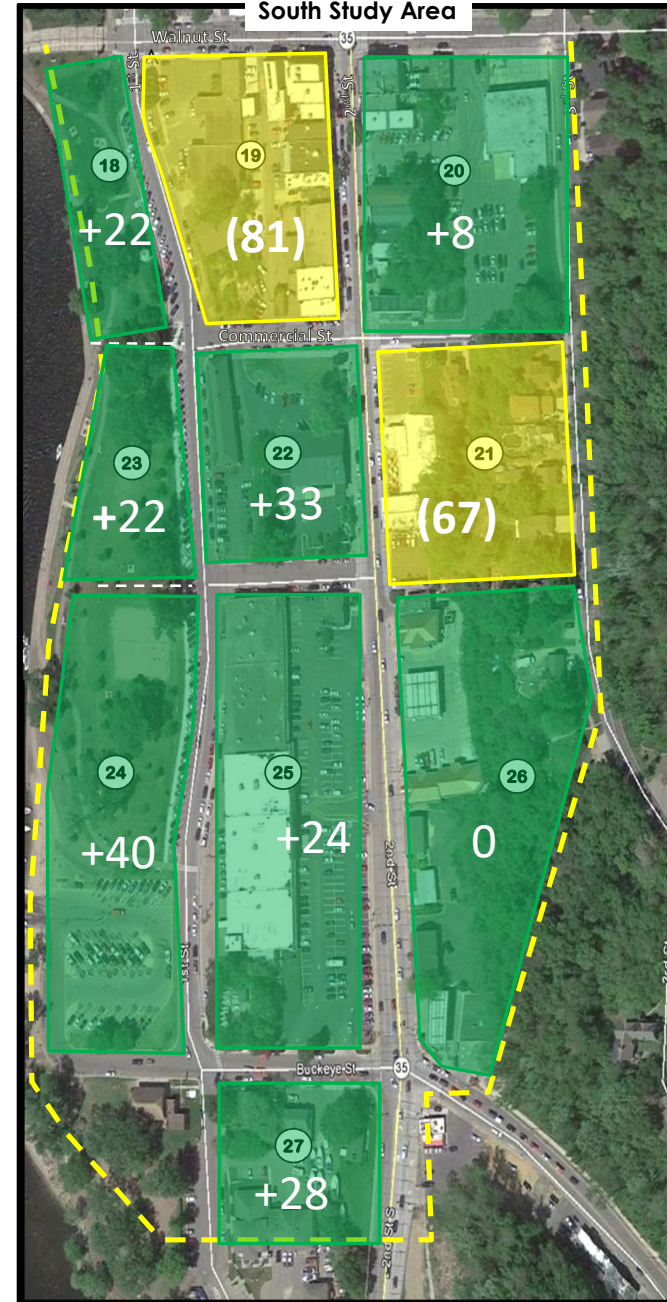 South Study Area
Walnut St
35
1st St
2nd St
18
+22
19
(81)
20
+8
Commercial St
23
+22
22
+33
21
(67)
24
+40
25
+24
26
0
2nd St
1st St
Buckeye St
35
27
+28
2nd St S